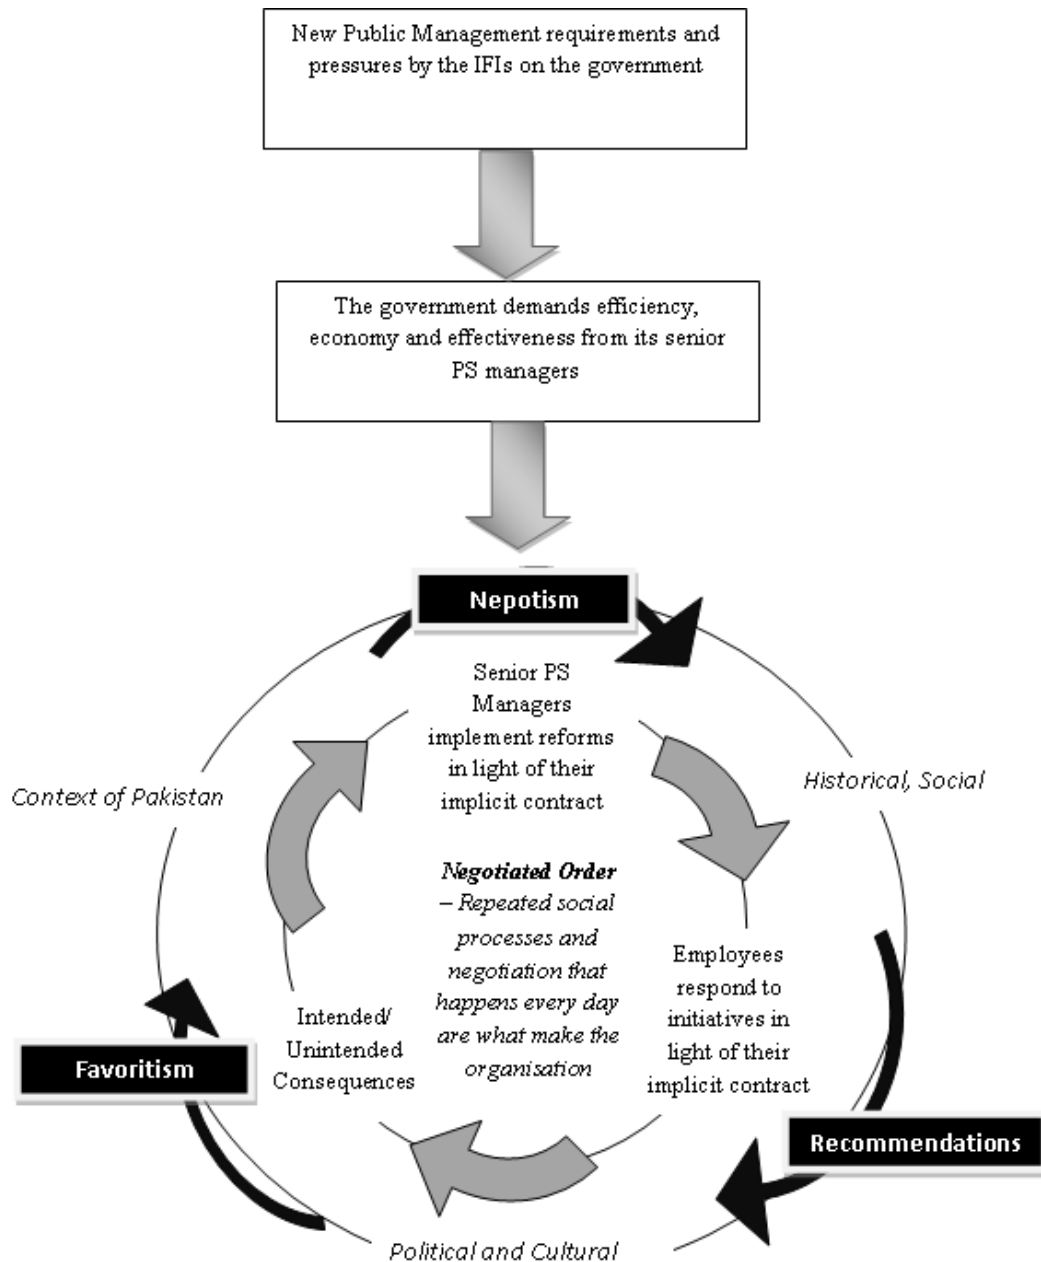 New Public Management requirements and
pressures by the IFIs on the government
The government demands efficiency,
economy and effectiveness from its senior
PS managers
Nepotism
Senior PS
Managers
implement reforms
in light of their
implicit contract
Context of Pakistan
Historical, Social
Negotiated Order
– Repeated social
processes and
negotiation that
happens every day
are what make the
organisation
Employees
respond to
initiatives in
light of their
implicit contract
Intended/
Unintended
Consequences
Favoritism
Recommendations
Political and Cultural